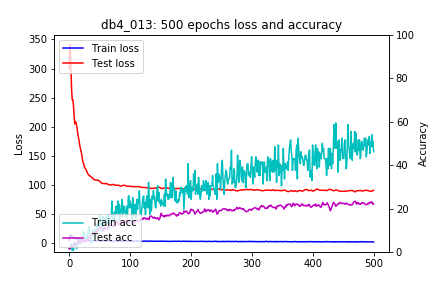 db4_013: 500 epochs loss and accuracy
Train loss
Test loss
350
300
250
200
150
100
50
0
Loss
100
80
60
40
20
0
Accuracy
Train acc
Test acc
0 100 200 300 400 500